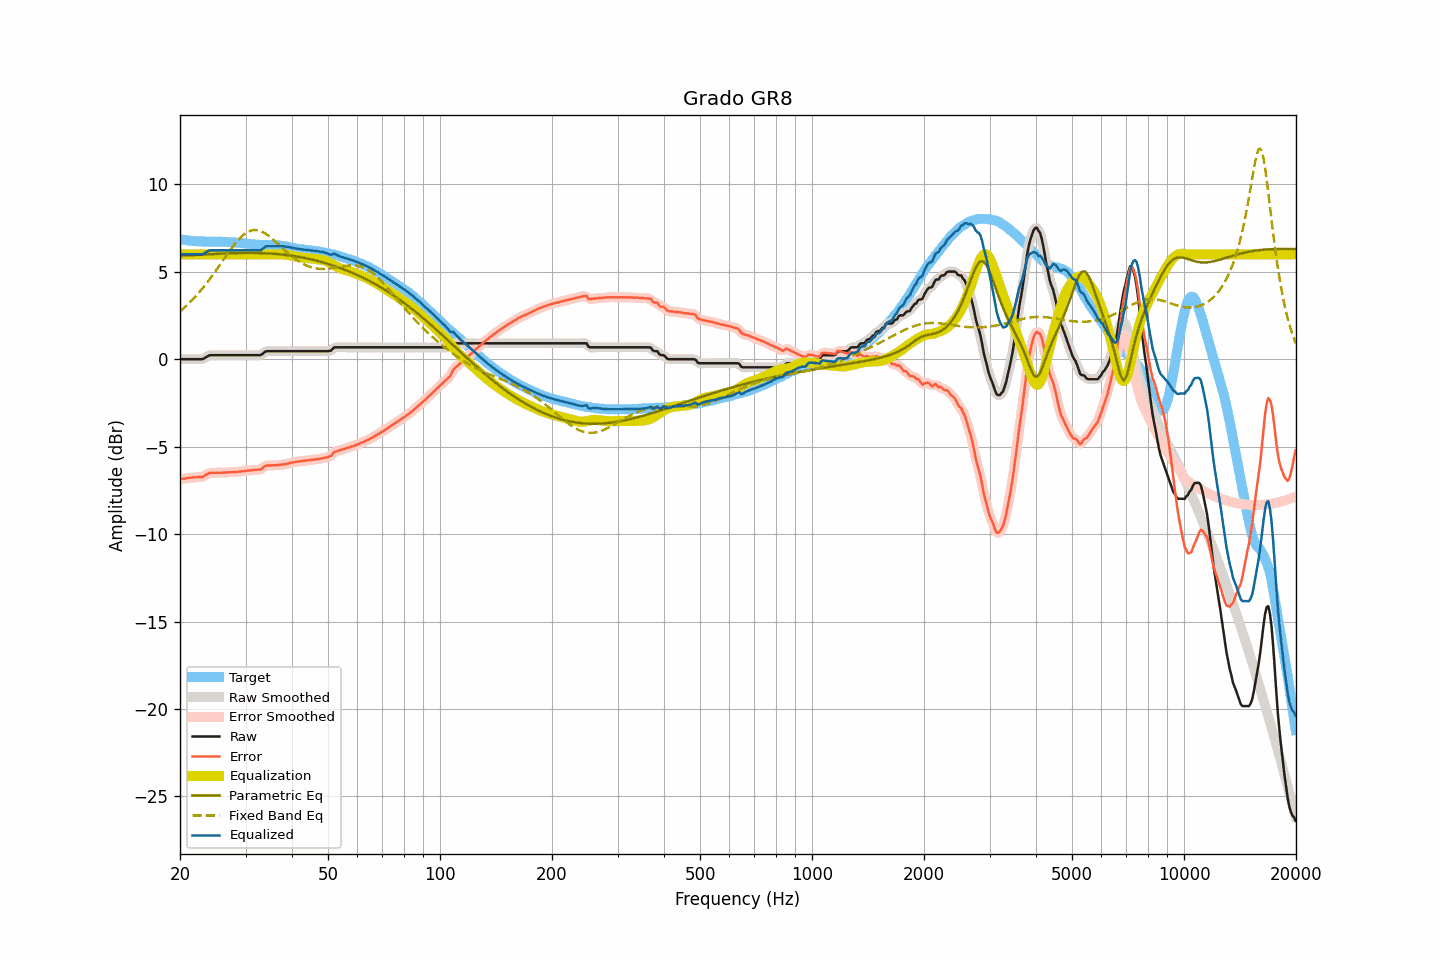 Grado GR8
Amplitude (dBr)
10
5
0
−5
−10
−15
−20
−25
Target
Raw Smoothed
Error Smoothed
Raw
Error
Equalization
Parametric Eq
Fixed Band Eq
Equalized
20 50 100 200 500 1000 2000 5000 10000 20000
Frequency (Hz)